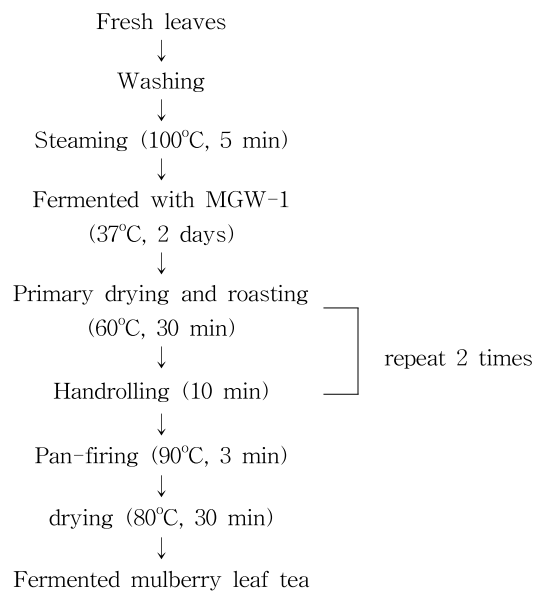 Fresh leaves
↓
Washing
↓
Steaming (100℃, 5 min)
↓
Fermented with MGW-1
(37℃, 2 days)
↓
Primary drying and roasting
(60℃, 30 min)
repeat 2 times
↓
Handrolling (10 min)
↓
Pan-firing (90℃, 3 min)
↓
drying (80℃, 30 min)
↓
Fermented mulberry leaf tea